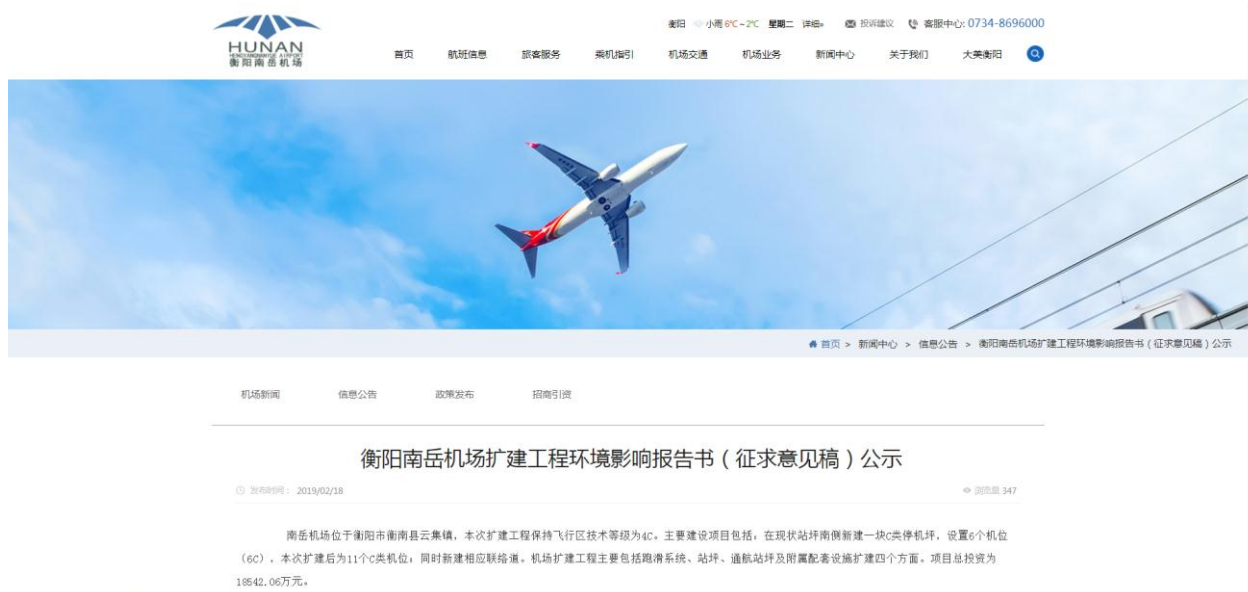 衡阳 小雨 6℃~2℃ 星期二 详细» 投诉建议 客服中心: 0734-8696000
HUNAN
衡阳南岳机场
首页 航班信息 旅客服务 乘机指引 机场交通 机场业务 新闻中心 关于我们 大美衡阳
首页 > 新闻中心 > 信息公告 > 衡阳南岳机场扩建工程环境影响报告书(征求意见稿)公示
机场新闻 信息公告 政策发布 招商引资
衡阳南岳机场扩建工程环境影响报告书(征求意见稿)公示
发布时间: 2019/02/18 浏览量 347
南岳机场位于衡阳市衡南县云集镇,本次扩建工程保持飞行区技术等级为4C。主要建设项目包括,在现状站坪南侧新建一块C类停机坪,设置6个机位
(6C),本次扩建后为11个C类机位;同时新建相应联络道。机场扩建工程主要包括跑滑系统、站坪、通航站坪及附属配套设施扩建四个方面。项目总投资为
18542.06万元。